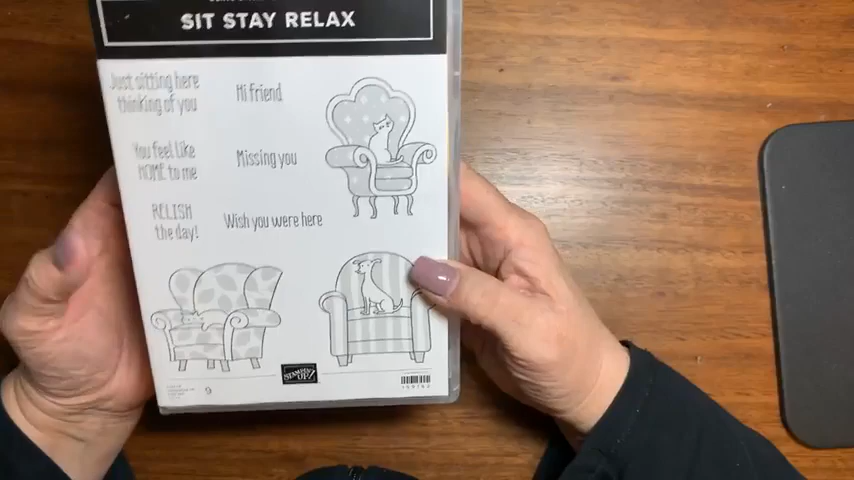 SIT STAY RELAX
Just sitting here
thinking of you
Hi friend
You feel like
HOME to me
Missing you
RELISH
the day!
Wish you were here
STAMPIN' UP!
9